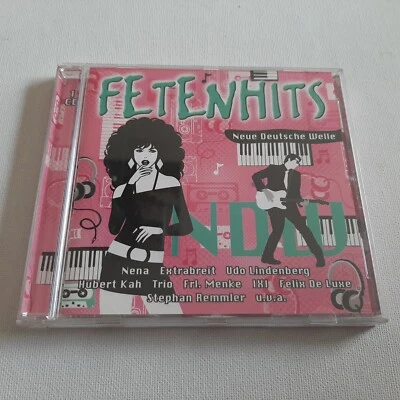 FETENHITS
Neue Deutsche Welle
NDW
Nena Extrabreit Udo Lindenberg
Hubert Kah Trio Frl. Menke IXI Felix De Luxe
Stephan Remmler u.v.a.